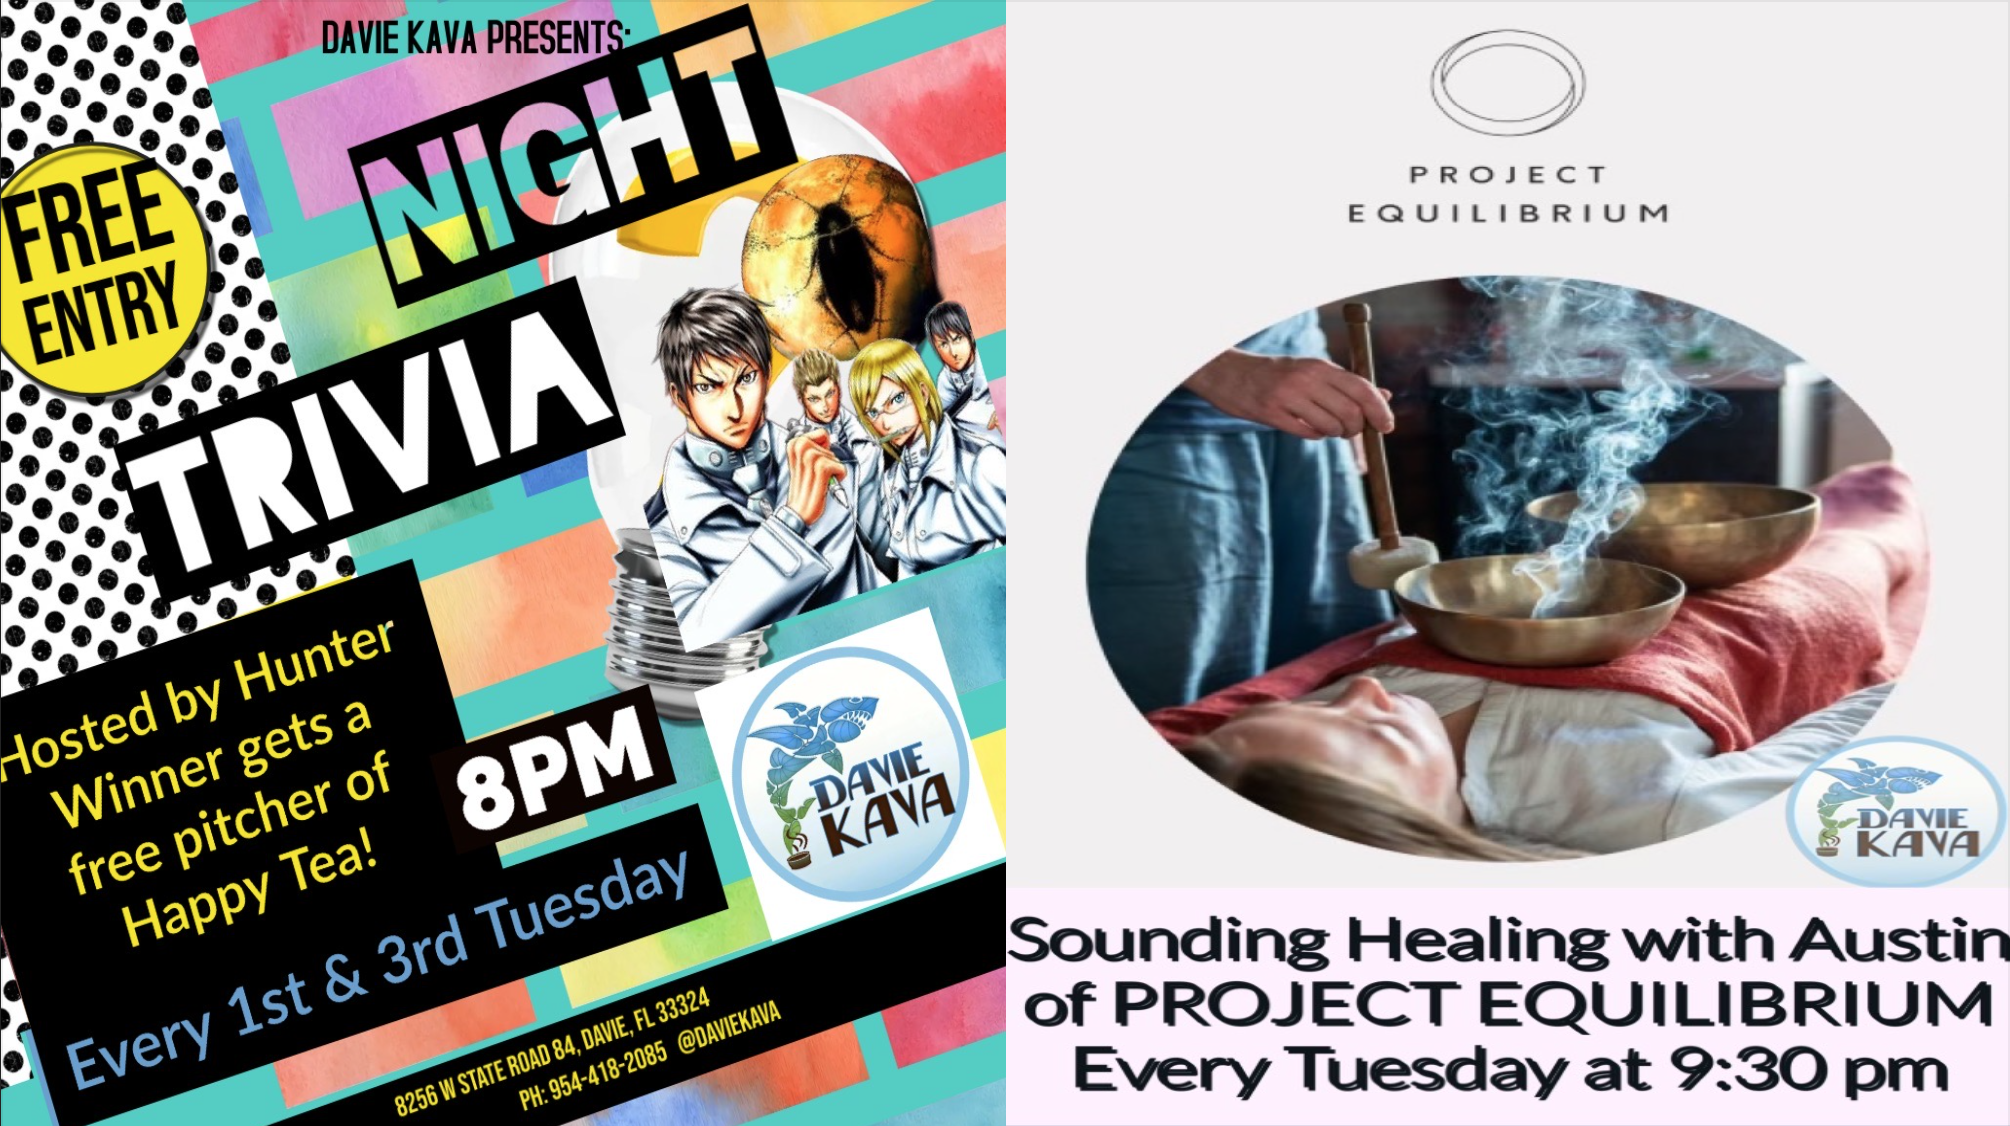 DAVIE KAVA PRESENTS:
NIGHT
TRIVIA
FREE
ENTRY
Hosted by Hunter
Winner gets a
free pitcher of
Happy Tea!
8PM
Every 1st & 3rd Tuesday
DAVIE
KAVA
8256 W STATE ROAD 84, DAVIE, FL 33324
PH: 954-418-2085 @DAVIEKAVA
PROJECT
EQUILIBRIUM
DAVIE
KAVA
Sounding Healing with Austin
of PROJECT EQUILIBRIUM
Every Tuesday at 9:30 pm